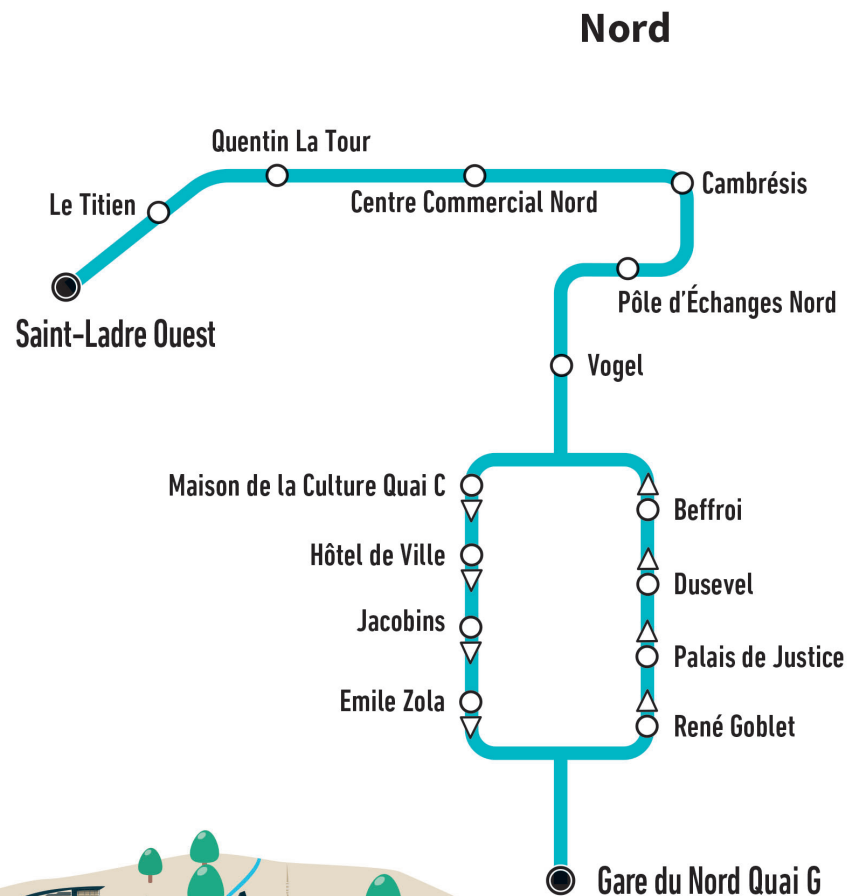 Nord
Quentin La Tour
Cambrésis
Le Titien
Centre Commercial Nord
Pôle d'Échanges Nord
Saint-Ladre Ouest
Vogel
Maison de la Culture Quai C
Beffroi
Hôtel de Ville
Dusevel
Jacobins
Palais de Justice
Emile Zola
René Goblet
Gare du Nord Quai G